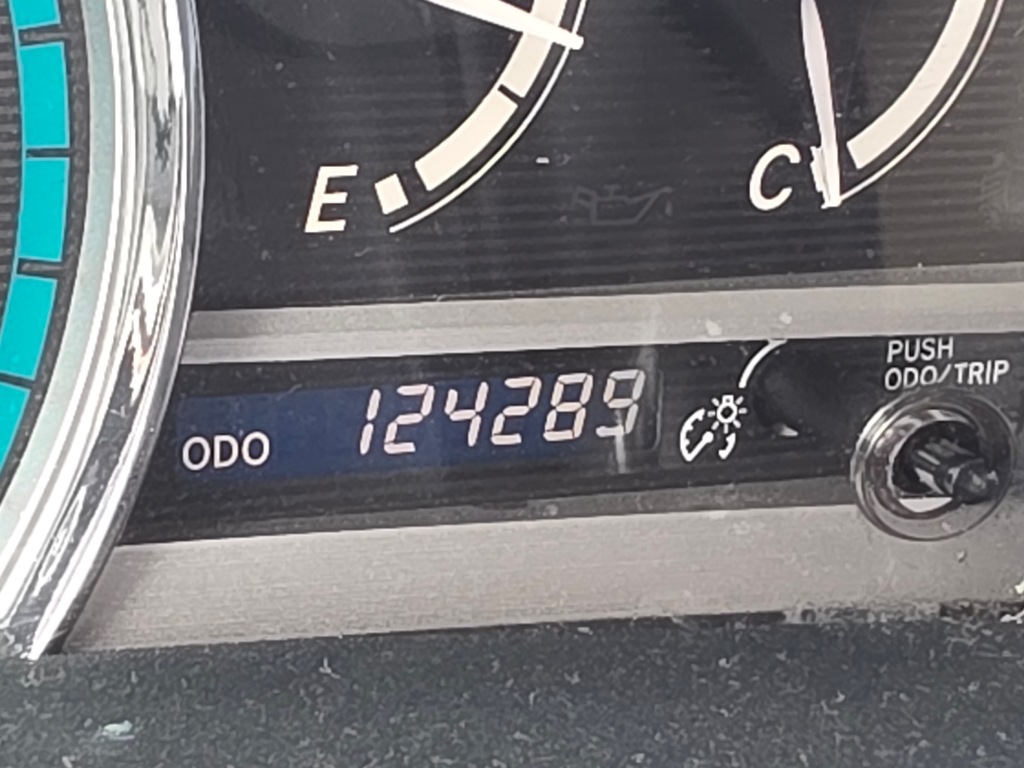 E
C
PUSH
ODO/TRIP
ODO 124289